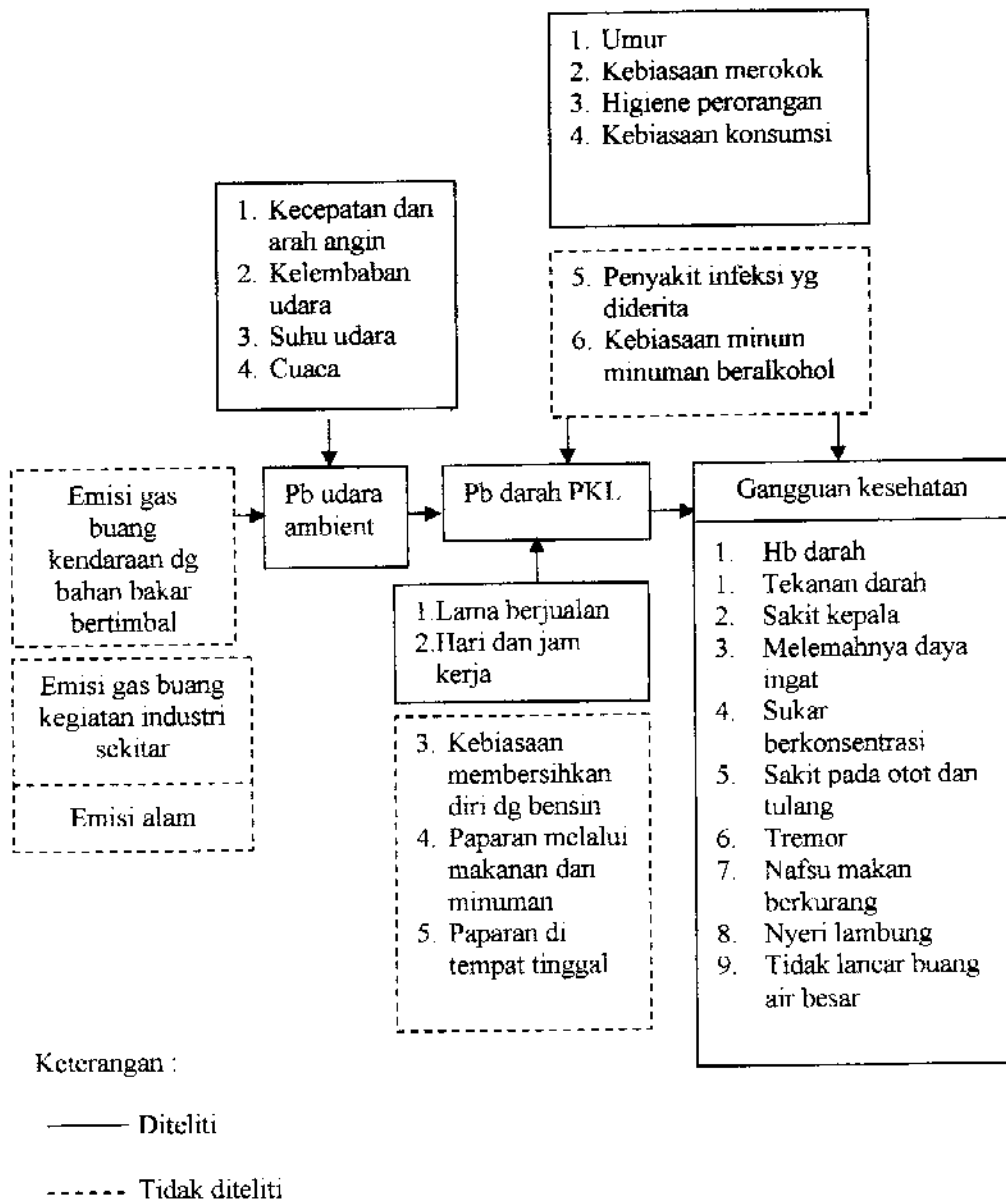 1. Umur
2. Kebiasaan merokok
3. Higiene perorangan
4. Kebiasaan konsumsi
1. Kecepatan dan
arah angin
2. Kelembaban
udara
3. Suhu udara
4. Cuaca
5. Penyakit infeksi yg
diderita
6. Kebiasaan minum
minuman beralkohol
Emisi gas
buang
kendaraan dg
bahan bakar
bertimbal
Emisi gas buang
kegiatan industri
sekitar
Emisi alam
Pb udara
ambient
Pb darah PKL
1.Lama berjualan
2.Hari dan jam
kerja
3. Kebiasaan
membersihkan
diri dg bensin
4. Paparan melalui
makanan dan
minuman
5. Paparan di
tempat tinggal
Gangguan kesehatan
1. Hb darah
1. Tekanan darah
2. Sakit kepala
3. Melemahnya daya
ingat
4. Sukar
berkonsentrasi
5. Sakit pada otot dan
tulang
6. Tremor
7. Nafsu makan
berkurang
8. Nyeri lambung
9. Tidak lancar buang
air besar
Keterangan :
Diteliti
Tidak diteliti